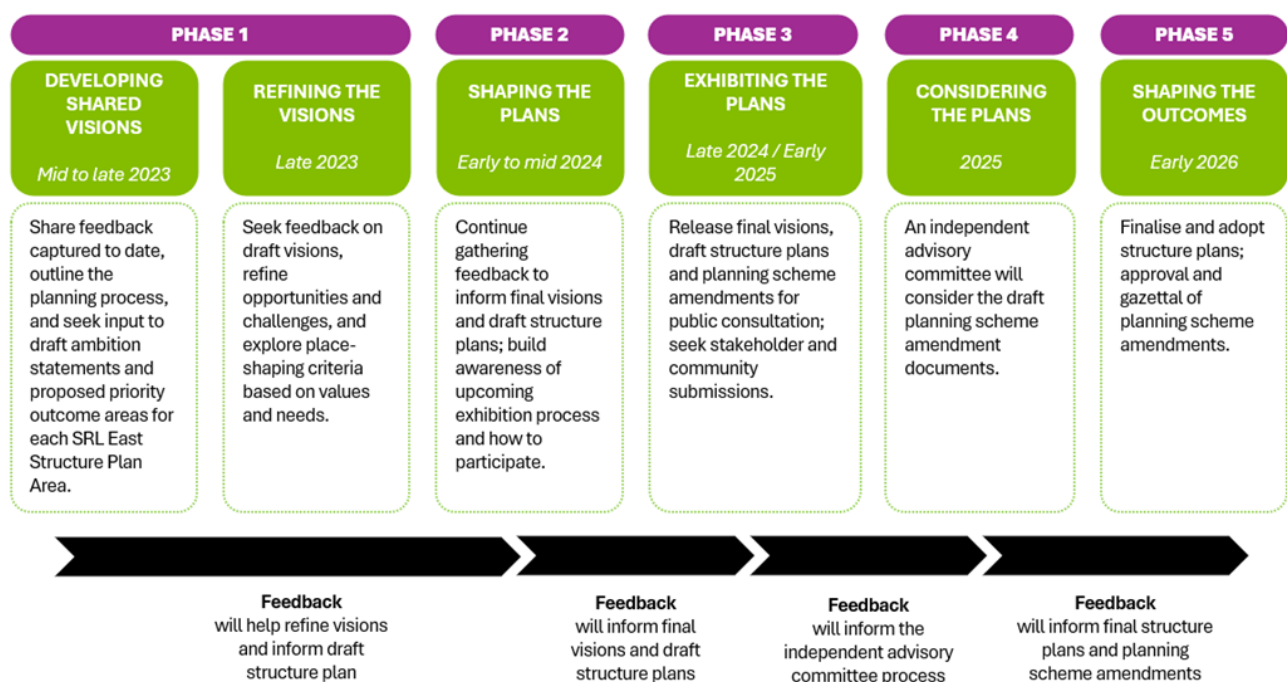 PHASE 1
PHASE 2
PHASE 3
PHASE 4
PHASE 5
DEVELOPING
SHARED
VISIONS
Mid to late 2023
REFINING THE
VISIONS
Late 2023
SHAPING THE
PLANS
Early to mid 2024
EXHIBITING THE
PLANS
Late 2024 / Early
2025
CONSIDERING
THE PLANS
2025
SHAPING THE
OUTCOMES
Early 2026
Share feedback
captured to date,
outline the
planning process,
and seek input to
draft ambition
statements and
proposed priority
outcome areas for
each SRL East
Structure Plan
Area.
Seek feedback on
draft visions,
refine
opportunities and
challenges, and
explore place-
shaping criteria
based on values
and needs.
Continue
gathering
feedback to
inform final visions
and draft structure
plans; build
awareness of
upcoming
exhibition process
and how to
participate.
Release final visions,
draft structure plans
and planning scheme
amendments for
public consultation;
seek stakeholder and
community
submissions.
An independent
advisory
committee will
consider the draft
planning scheme
amendment
documents.
Finalise and adopt
structure plans;
approval and
gazettal of
planning scheme
amendments.
Feedback
will help refine visions
and inform draft
structure plan
Feedback
will inform final
visions and draft
structure plans
Feedback
will inform the
independent advisory
committee process
Feedback
will inform final structure
plans and planning
scheme amendments